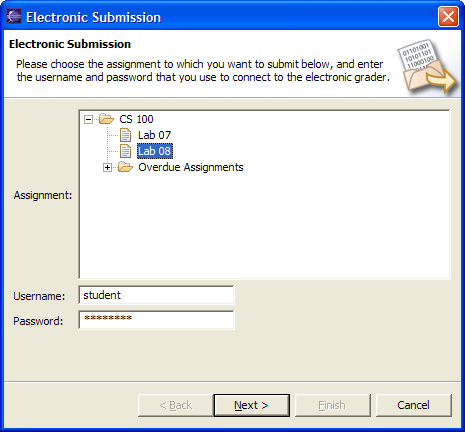 Electronic Submission
Electronic Submission
Please choose the assignment to which you want to submit below, and enter
the username and password that you use to connect to the electronic grader.
01101001
10101101
11000100
CS 100
Lab 07
Lab 08
Overdue Assignments
Assignment:
Username: student
Password: ********
< Back Next > Finish Cancel